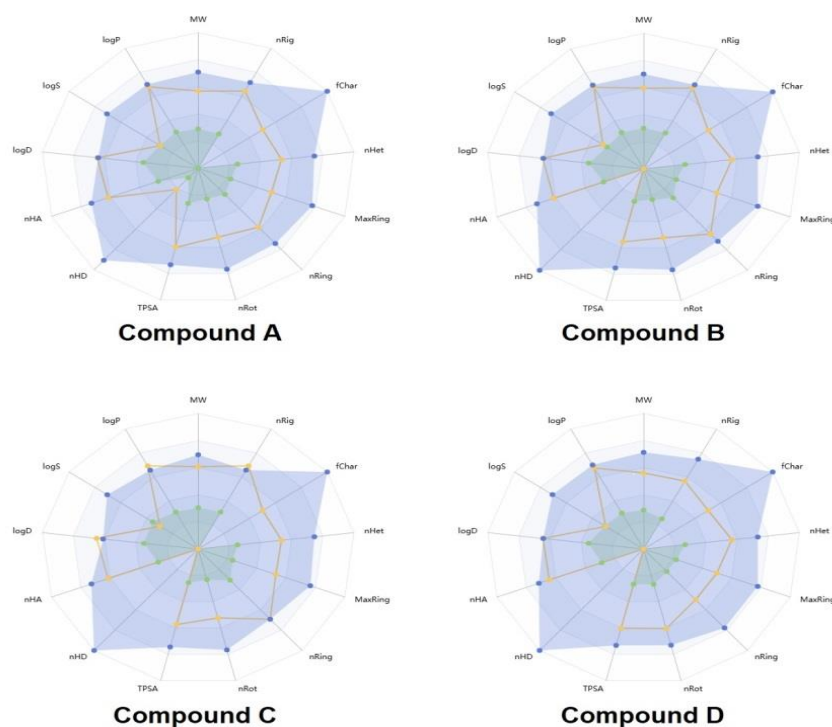 MW
logP
nRig
logS
fChar
logD
nHet
nHA
MaxRing
nHD
nRing
TPSA
nRot
Compound A
MW
logP
nRig
logS
fChar
logD
nHet
nHA
MaxRing
nHD
nRing
TPSA
nRot
Compound B
MW
logP
nRig
logS
fChar
logD
nHet
nHA
MaxRing
nHD
nRing
TPSA
nRot
Compound C
MW
logP
nRig
logS
fChar
logD
nHet
nHA
MaxRing
nHD
nRing
TPSA
nRot
Compound D